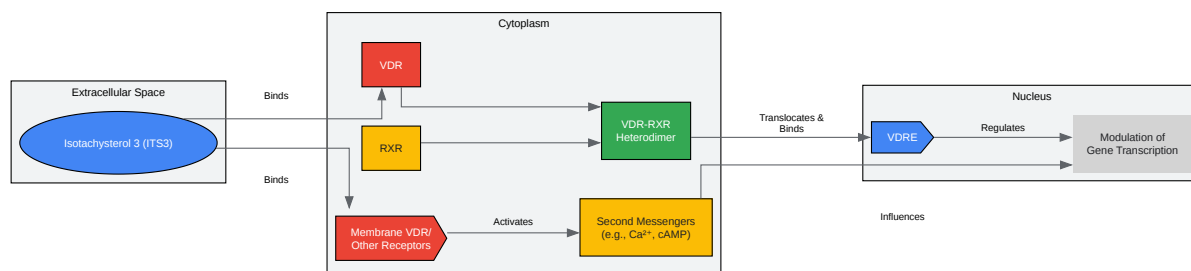 Cytoplasm
Extracellular Space
Isotachysterol 3 (ITS3)
Binds
Binds
VDR
RXR
VDR-RXR
Heterodimer
Membrane VDR/
Other Receptors
Activates
Second Messengers
(e.g., Ca²⁺, cAMP)
Translocates &
Binds
Nucleus
VDRE
Regulates
Modulation of
Gene Transcription
Influences